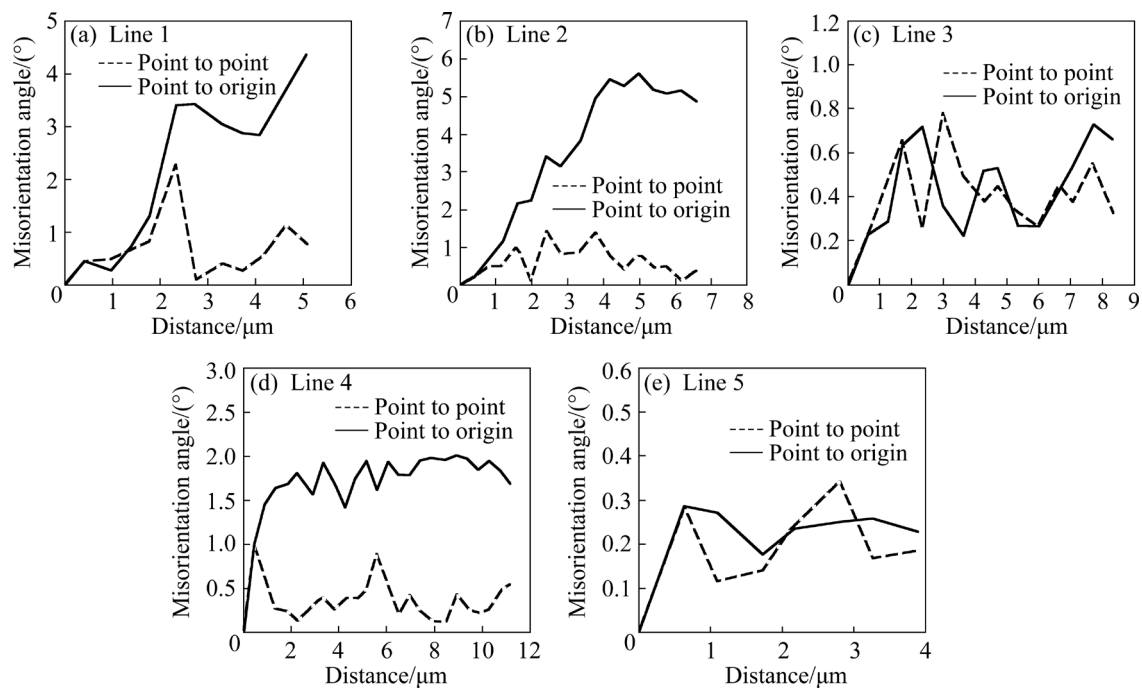 (a) Line 1
Point to point
Point to origin
Misorientation angle/(°)
5
4
3
2
1
0
1 2 3 4 5 6
Distance/μm
(b) Line 2
Point to point
Point to origin
Misorientation angle/(°)
7
6
5
4
3
2
1
0
1 2 3 4 5 6 7 8
Distance/μm
(c) Line 3
Point to point
Point to origin
Misorientation angle/(°)
1.2
1.0
0.8
0.6
0.4
0.2
0
1 2 3 4 5 6 7 8 9
Distance/μm
(d) Line 4
Point to point
Point to origin
Misorientation angle/(°)
3.0
2.5
2.0
1.5
1.0
0.5
0
2 4 6 8 10 12
Distance/μm
(e) Line 5
Point to point
Point to origin
Misorientation angle/(°)
0.6
0.5
0.4
0.3
0.2
0.1
0
1 2 3 4
Distance/μm